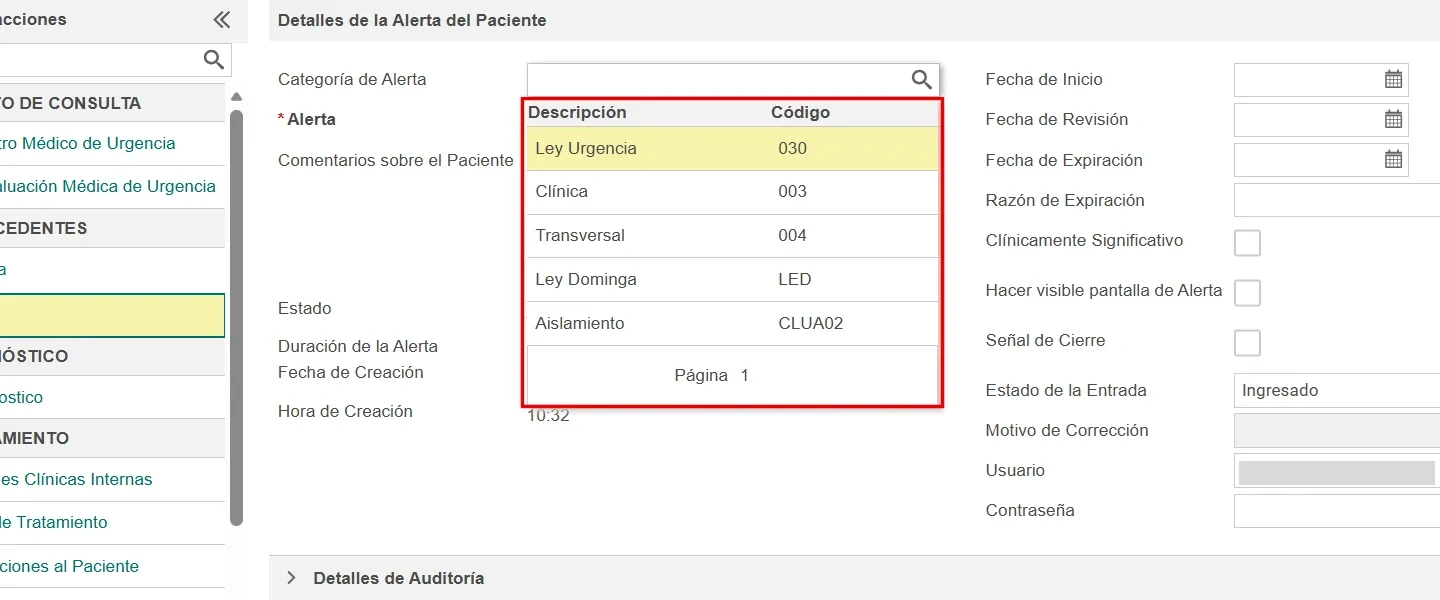 acciones
O DE CONSULTA
tro Médico de Urgencia
aluación Médica de Urgencia
CEDENTES
a
ÓSTICO
ostico
AMIENTO
es Clínicas Internas
de Tratamiento
ciones al Paciente
Detalles de la Alerta del Paciente
Categoría de Alerta
* Alerta
Comentarios sobre el Paciente
Estado
Duración de la Alerta
Fecha de Creación
Hora de Creación
10:32
Descripción Código
Ley Urgencia 030
Clínica 003
Transversal 004
Ley Dominga LED
Aislamiento CLUA02
Página 1
Fecha de Inicio
Fecha de Revisión
Fecha de Expiración
Razón de Expiración
Clínicamente Significativo
Hacer visible pantalla de Alerta
Señal de Cierre
Estado de la Entrada Ingresado
Motivo de Corrección
Usuario
Contraseña
Detalles de Auditoría